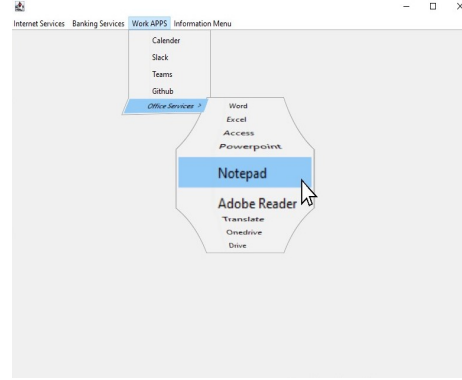 Internet Services Banking Services Work APPS Information Menu
Calender
Slack
Teams
Github
Office Services >
Word
Excel
Access
Powerpoint
Notepad
Adobe Reader
Translate
Onedrive
Drive